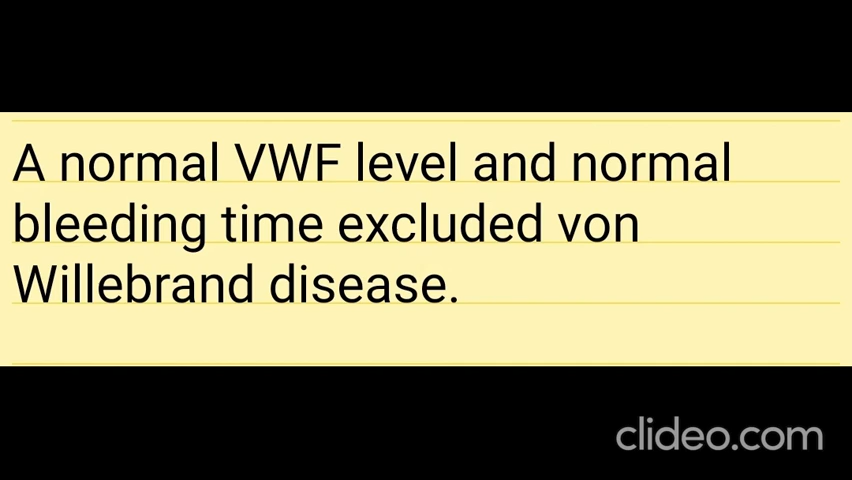 A normal VWF level and normal
bleeding time excluded von
Willebrand disease.
clideo.com